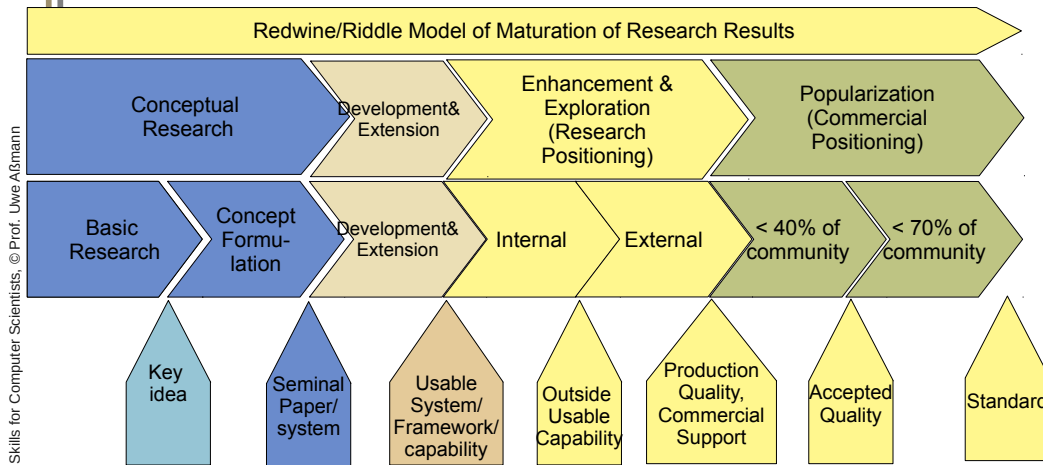 Redwine/Riddle Model of Maturation of Research Results
Conceptual
Research
Development&
Extension
Enhancement &
Exploration
(Research
Positioning)
Popularization
(Commercial
Positioning)
Basic
Research
Concept
Formu-
lation
Development&
Extension
Internal
External
< 40% of
community
< 70% of
community
Key
idea
Seminal
Paper/
system
Usable
System/
Framework/
capability
Outside
Usable
Capability
Production
Quality,
Commercial
Support
Accepted
Quality
Standard
Skills for Computer Scientists, © Prof. Uwe Aßmann